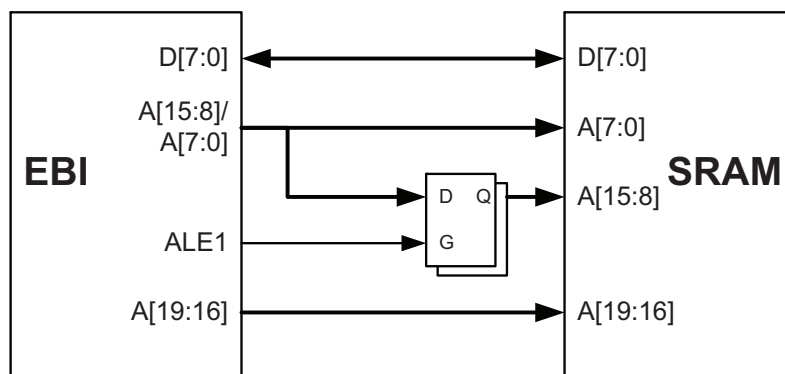 D[7:0]
D[7:0]
A[15:8]/
A[7:0]
A[7:0]
EBI
SRAM
D
Q
A[15:8]
ALE1
G
A[19:16]
A[19:16]